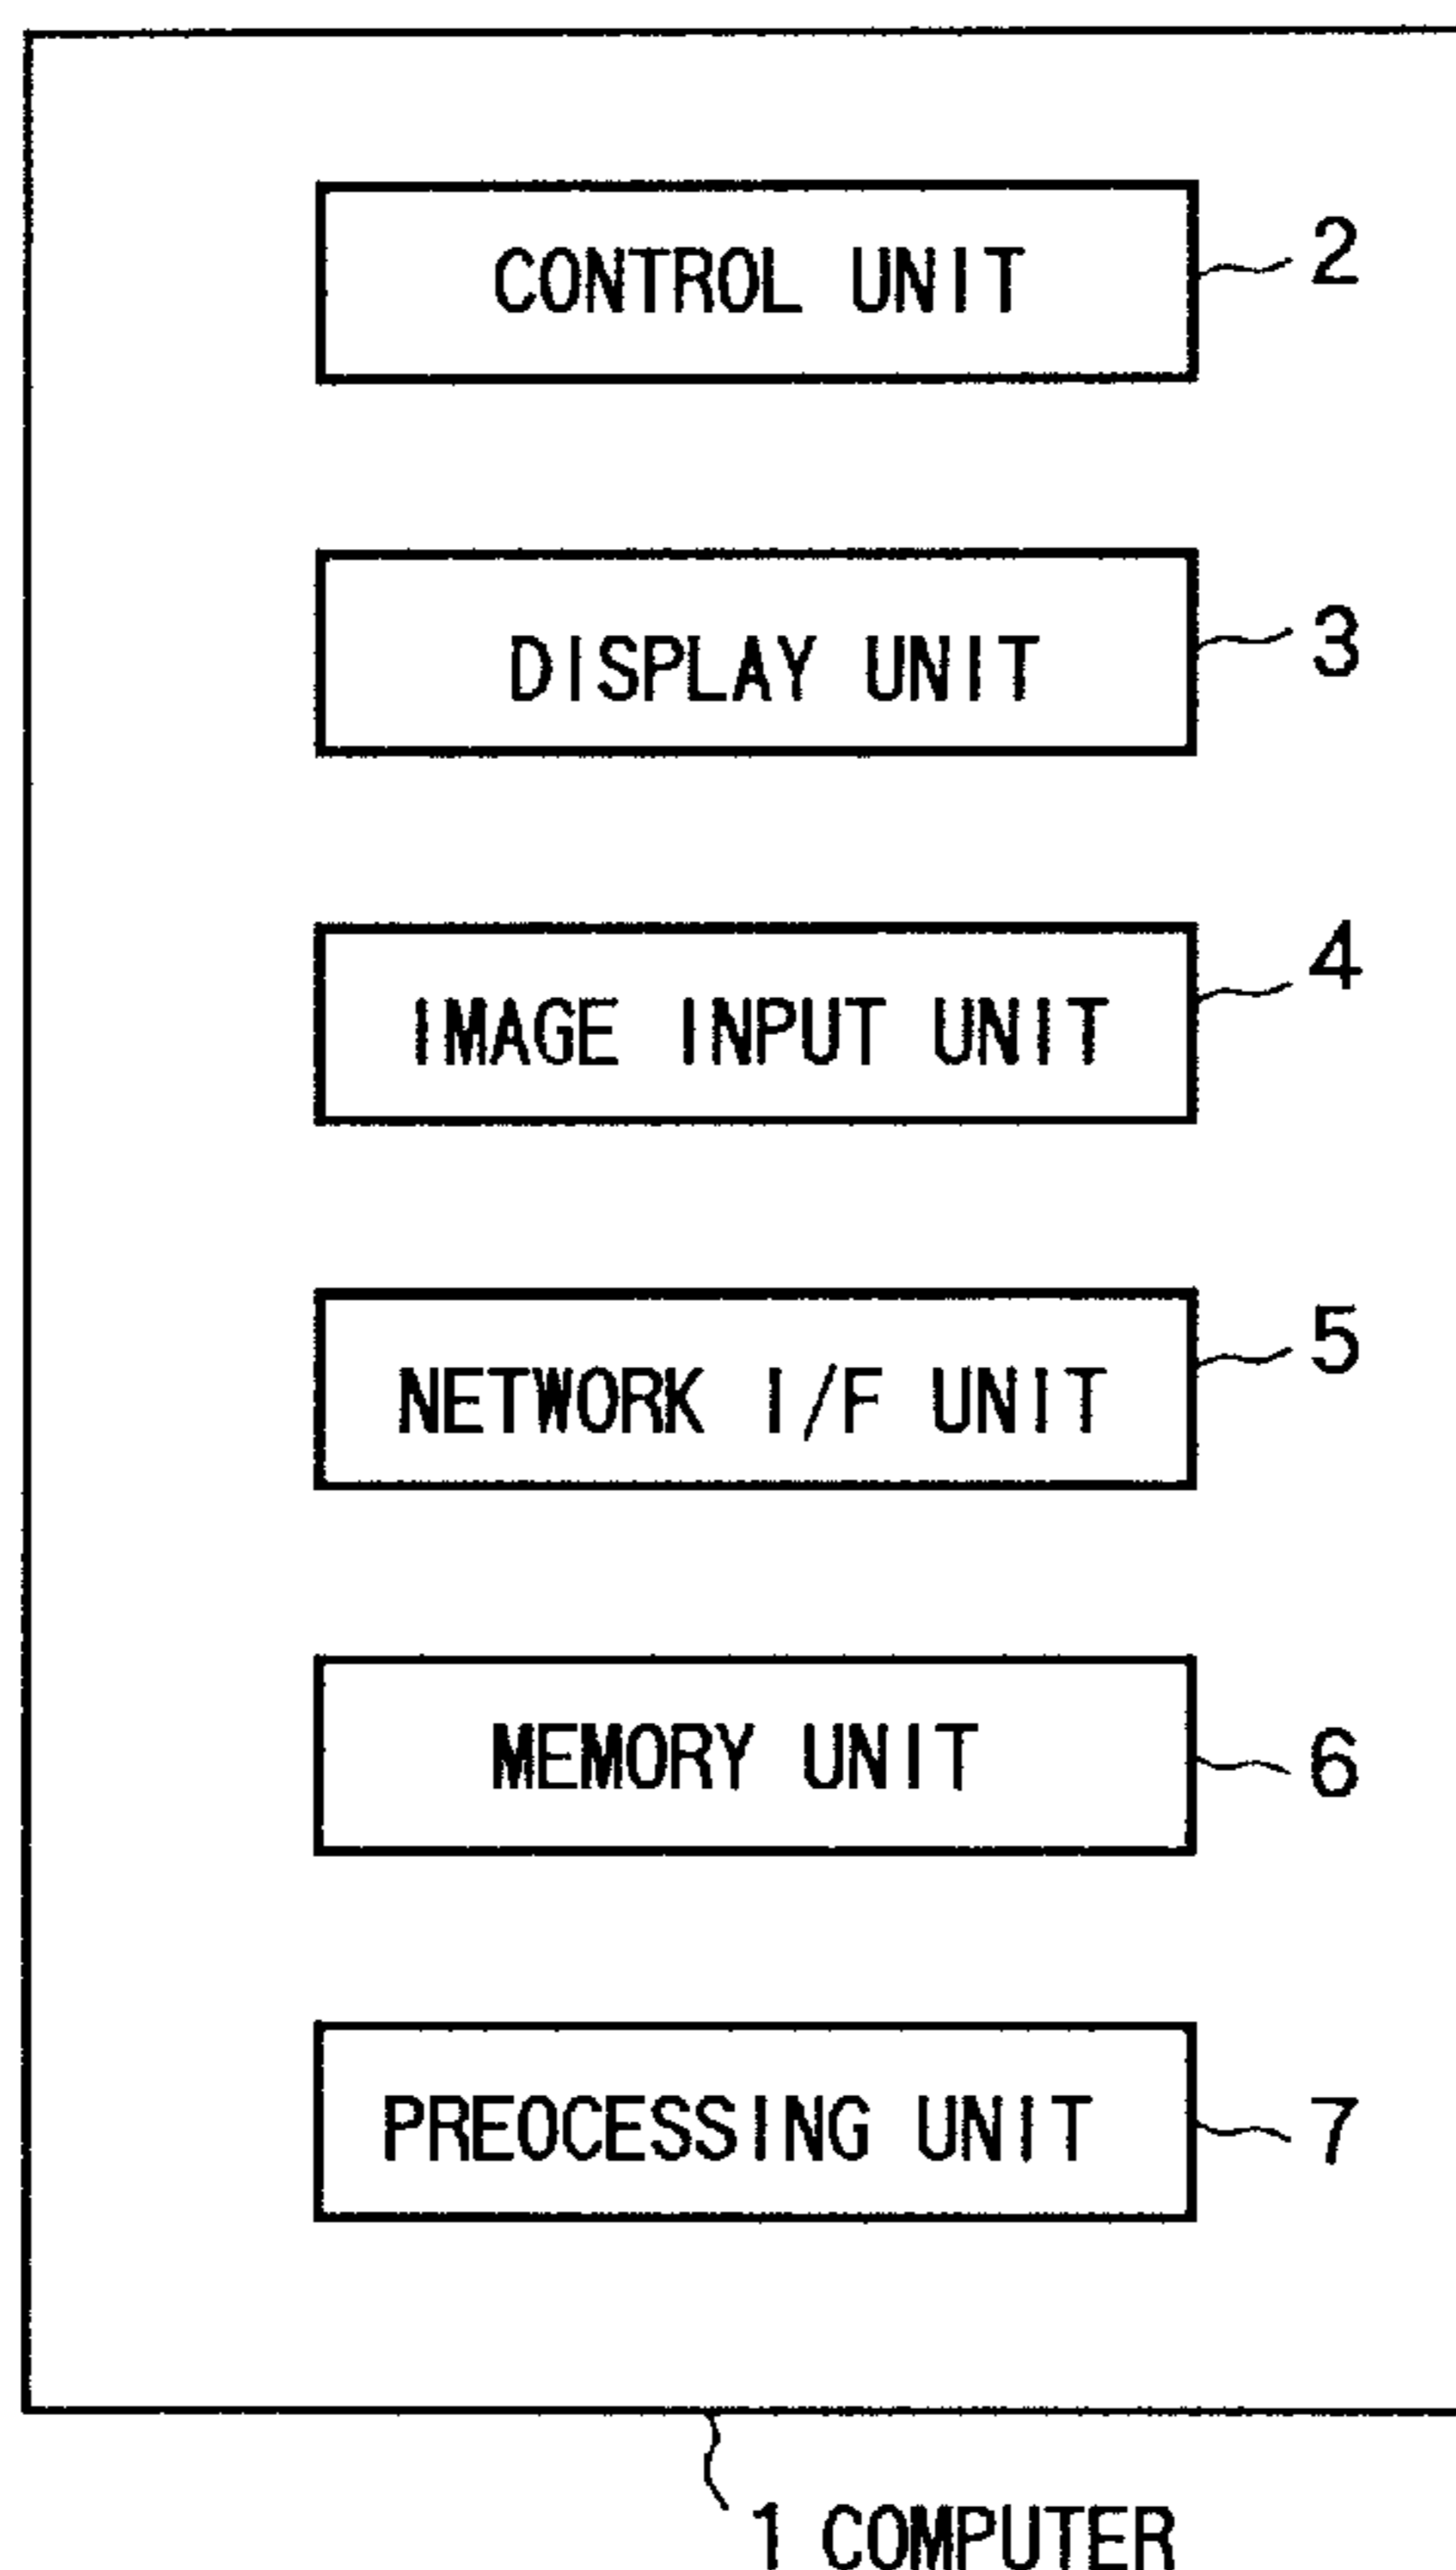 CONTROL UNIT 2
DISPLAY UNIT 3
IMAGE INPUT UNIT 4
NETWORK I/F UNIT 5
MEMORY UNIT 6
PREOCESSING UNIT 7
1 COMPUTER